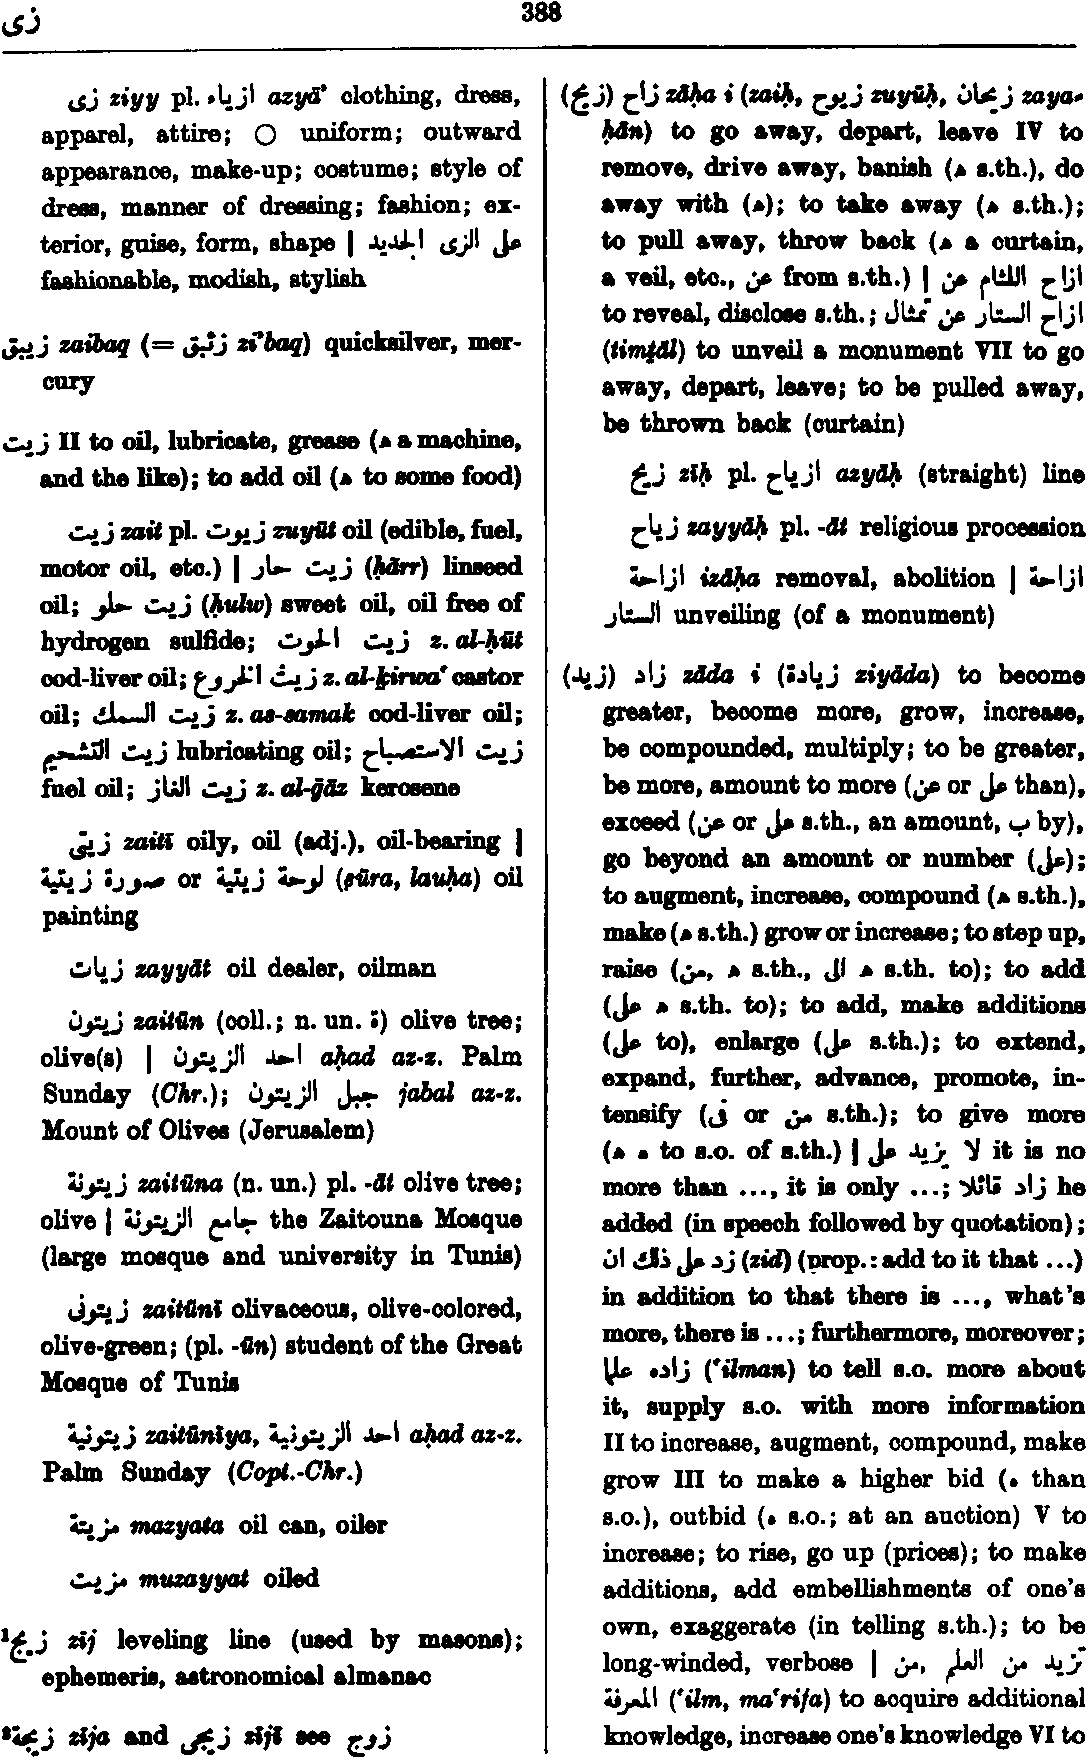 زى
388
زى ziyy pl. ازياء azyā’ clothing, dress,
apparel, attire; ○ uniform; outward
appearance, make-up; costume; style of
dress, manner of dressing; fashion; ex-
terior, guise, form, shape | على الزى الجديد
fashionable, modish, stylish
زيبق zaibaq (= زئبق zi’baq) quicksilver, mer-
cury
زيت II to oil, lubricate, grease (ه a machine,
and the like); to add oil (ه to some food)
زيت zait pl. زيوت zuyūt oil (edible, fuel,
motor oil, etc.) | زيت حار (ḥārr) linseed
oil; زيت حلو (ḥulw) sweet oil, oil free of
hydrogen sulfide; زيت الحوت z. al-ḥūt
cod-liver oil; زيت الخروع z. al-ḵirwa‘ castor
oil; زيت السمك z. as-samak cod-liver oil;
زيت التشحيم lubricating oil; زيت الاستصباح
fuel oil; زيت الغاز z. al-ḡāz kerosene
زيتى zaitī oily, oil (adj.), oil-bearing |
صورة زيتية or لوحة زيتية (ṣūra, lauḥa) oil
painting
زيات zayyāt oil dealer, oilman
زيتون zaitūn (coll.; n. un. ة) olive tree;
olive(s) | احد الزيتون aḥad az-z. Palm
Sunday (Chr.); جبل الزيتون jabal az-z.
Mount of Olives (Jerusalem)
زيتونة zaitūna (n. un.) pl. -āt olive tree;
olive | جامع الزيتونة the Zaitouna Mosque
(large mosque and university in Tunis)
زيتونى zaitūnī olivaceous, olive-colored,
olive-green; (pl. -ūn) student of the Great
Mosque of Tunis
زيتونية zaitūnīya, احد الزيتونية aḥad az-z.
Palm Sunday (Copt.-Chr.)
مزيتة mazyata oil can, oiler
مزيت muzayyat oiled
¹زيج zīj leveling line (used by masons);
ephemeris, astronomical almanac
²زيجة zīja and زيجى zījī see زوج
(زيح) زاح zāḥa i (zaiḥ, زيوح zuyūḥ, زيحان zaya-
ḥān) to go away, depart, leave IV to
remove, drive away, banish (ه s.th.), do
away with (ه); to take away (ه s.th.);
to pull away, throw back (ه a curtain,
a veil, etc., عن from s.th.) | ازاح اللثام عن
to reveal, disclose s.th.; ازاح الستار عن تمثال
(timṯāl) to unveil a monument VII to go
away, depart, leave; to be pulled away,
be thrown back (curtain)
زيح zīḥ pl. ازياح azyāḥ (straight) line
زياح zayyāḥ pl. -āt religious procession
ازاحة izāḥa removal, abolition | ازاحة
الستار unveiling (of a monument)
(زيد) زاد zāda i (زيادة ziyāda) to become
greater, become more, grow, increase,
be compounded, multiply; to be greater,
be more, amount to more (عن or على than),
exceed (عن or على s.th., an amount, ب by),
go beyond an amount or number (على);
to augment, increase, compound (ه s.th.),
make (ه s.th.) grow or increase; to step up,
raise (من, ه s.th., الى ه s.th. to); to add
(على ه s.th. to); to add, make additions
(على to), enlarge (على s.th.); to extend,
expand, further, advance, promote, in-
tensify (فى or من s.th.); to give more
(ه ه to s.o. of s.th.) | لا يزيد على it is no
more than ..., it is only ...; زاد قائلا he
added (in speech followed by quotation);
زد على ذلك ان (zid) (prop.: add to it that ...)
in addition to that there is ..., what’s
more, there is ...; furthermore, moreover;
زاده علما (‘ilman) to tell s.o. more about
it, supply s.o. with more information
II to increase, augment, compound, make
grow III to make a higher bid (ه than
s.o.), outbid (ه s.o.; at an auction) V to
increase; to rise, go up (prices); to make
additions, add embellishments of one’s
own, exaggerate (in telling s.th.); to be
long-winded, verbose | تزيد من العلم ,من
المعرفة (‘ilm, ma‘rifa) to acquire additional
knowledge, increase one’s knowledge VI to